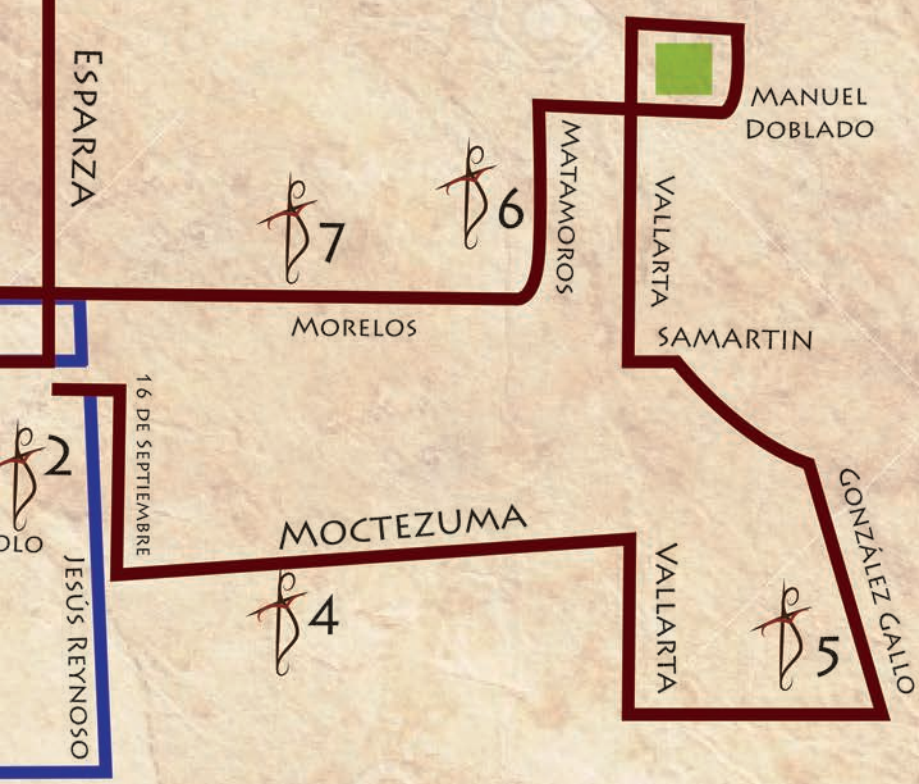 ESPARZA
MANUEL
DOBLADO
MATAMOROS
6
7
VALLARTA
MORELOS
SAMARTIN
16 DE SEPTIEMBRE
2
OLO
MOCTEZUMA
GONZÁLEZ GALLO
JESÚS REYNOSO
4
VALLARTA
5